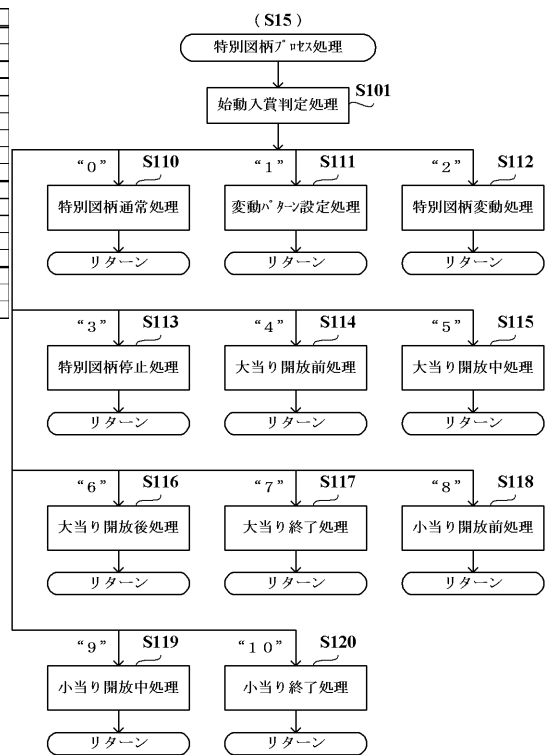 (S15)
特別図柄プロセス処理
S101
始動入賞判定処理
“0” S110 “1” S111 “2” S112
特別図柄通常処理 変動パターン設定処理 特別図柄変動処理
リターン リターン リターン
“3” S113 “4” S114 “5” S115
特別図柄停止処理 大当り開放前処理 大当り開放中処理
リターン リターン リターン
“6” S116 “7” S117 “8” S118
大当り開放後処理 大当り終了処理 小当り開放前処理
リターン リターン リターン
“9” S119 “10” S120
小当り開放中処理 小当り終了処理
リターン リターン